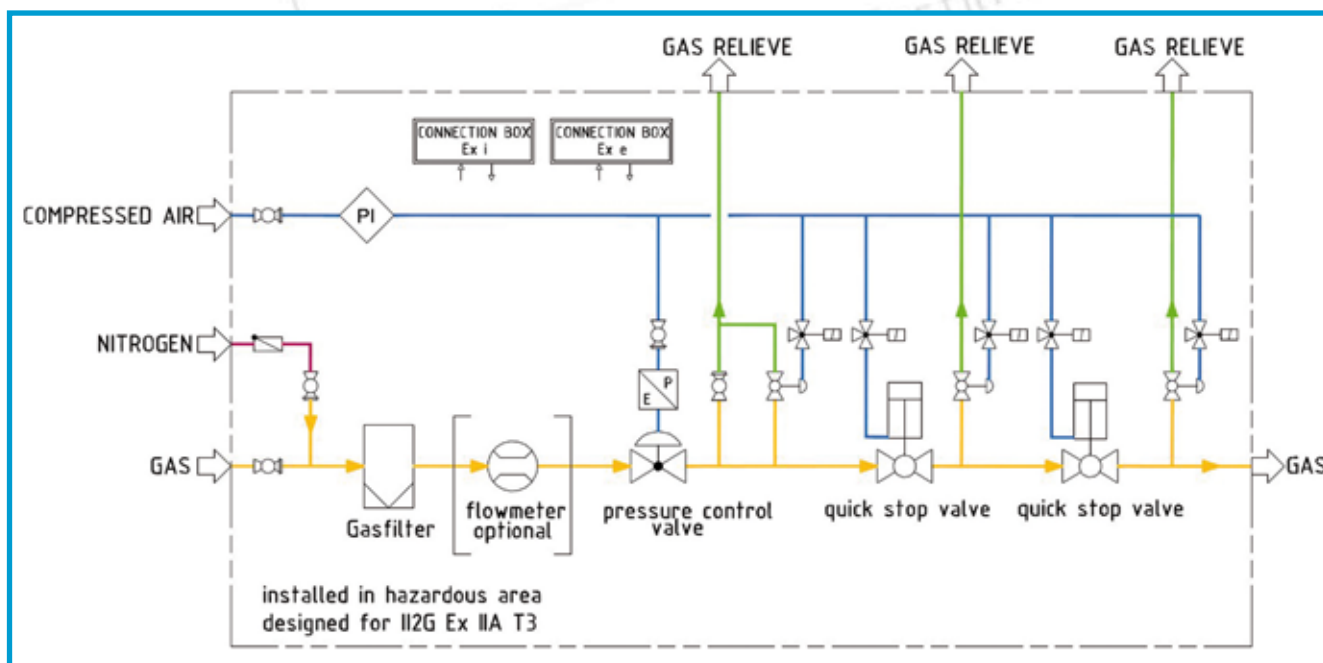 GAS RELIEVE
GAS RELIEVE
GAS RELIEVE
CONNECTION BOX
Ex i
CONNECTION BOX
Ex e
COMPRESSED AIR
PI
NITROGEN
P
E
GAS
GAS
Gasfilter
flowmeter
optional
pressure control
valve
quick stop valve
quick stop valve
installed in hazardous area
designed for II2G Ex IIA T3